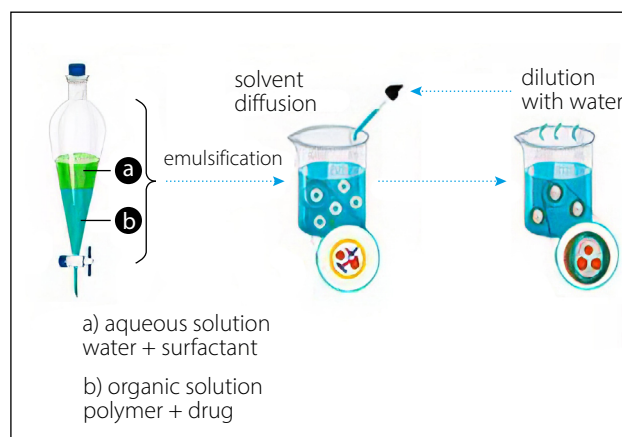 solvent
diffusion
dilution
with water
a
emulsification
b
a) aqueous solution
water + surfactant
b) organic solution
polymer + drug